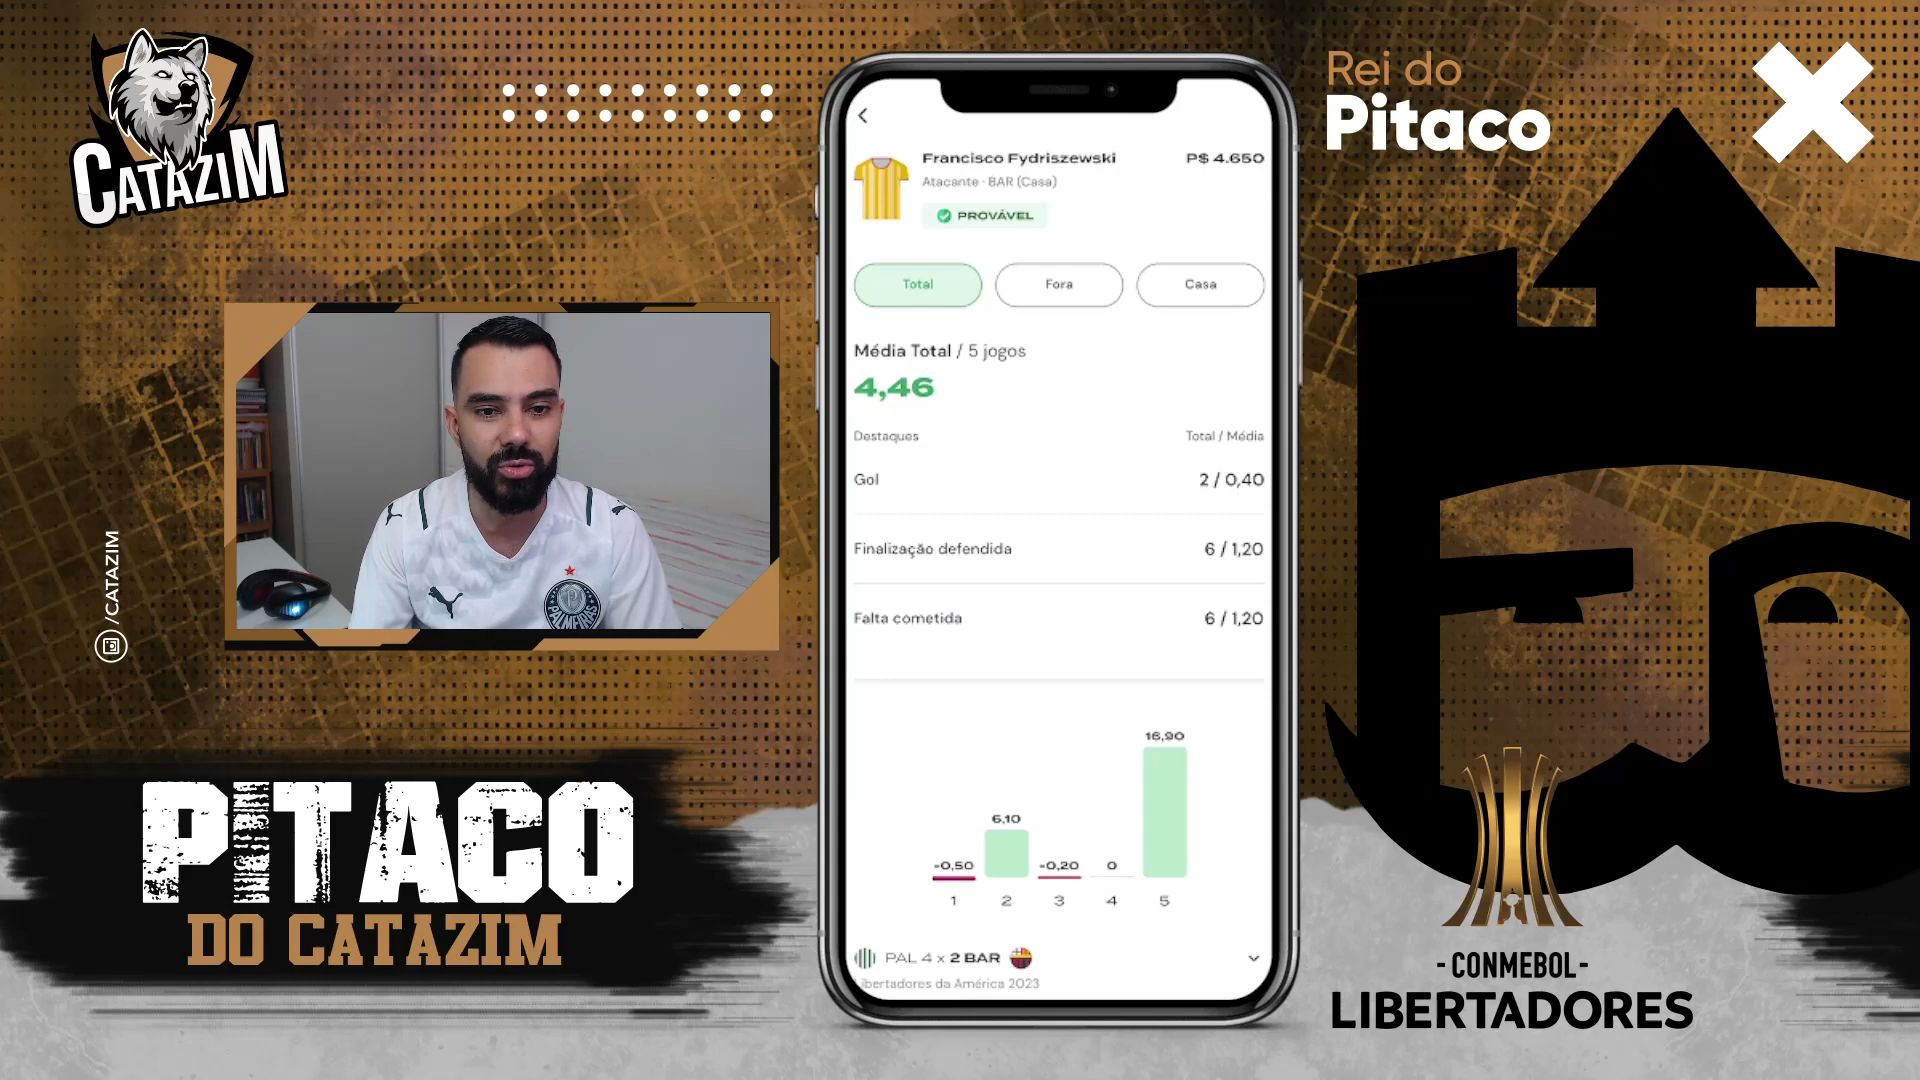 CATAZIM
/CATAZIM
PALMEIRAS
PITACO
DO CATAZIM
Francisco Fydriszewski
P$ 4.650
Atacante · BAR (Casa)
PROVÁVEL
Total
Fora
Casa
Média Total / 5 jogos
4,46
Destaques
Total / Média
Gol
2 / 0,40
Finalização defendida
6 / 1,20
Falta cometida
6 / 1,20
-0,50
6,10
-0,20
0
16,90
1
2
3
4
5
PAL 4 x 2 BAR
Libertadores da América 2023
Rei do
Pitaco
-CONMEBOL-
LIBERTADORES